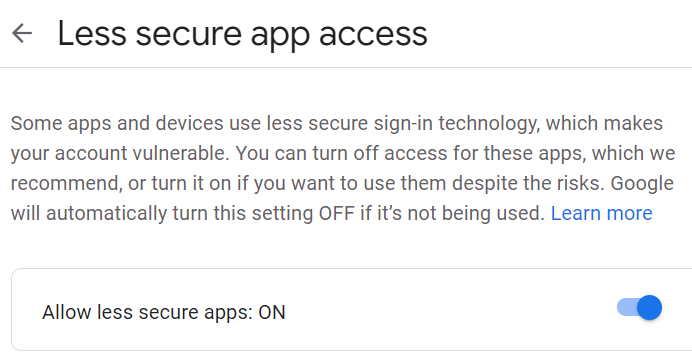 Less secure app access
Some apps and devices use less secure sign-in technology, which makes
your account vulnerable. You can turn off access for these apps, which we
recommend, or turn it on if you want to use them despite the risks. Google
will automatically turn this setting OFF if it’s not being used. Learn more
Allow less secure apps: ON